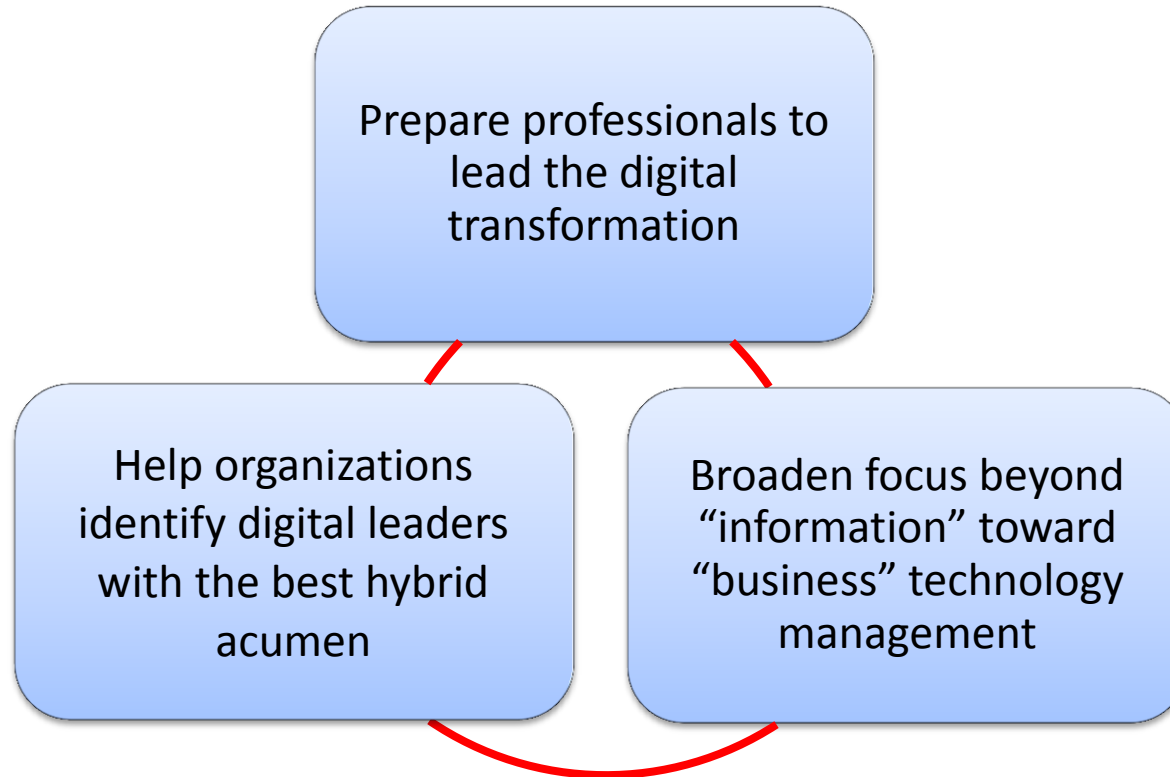 Prepare professionals to
lead the digital
transformation
Help organizations
identify digital leaders
with the best hybrid
acumen
Broaden focus beyond
“information” toward
“business” technology
management